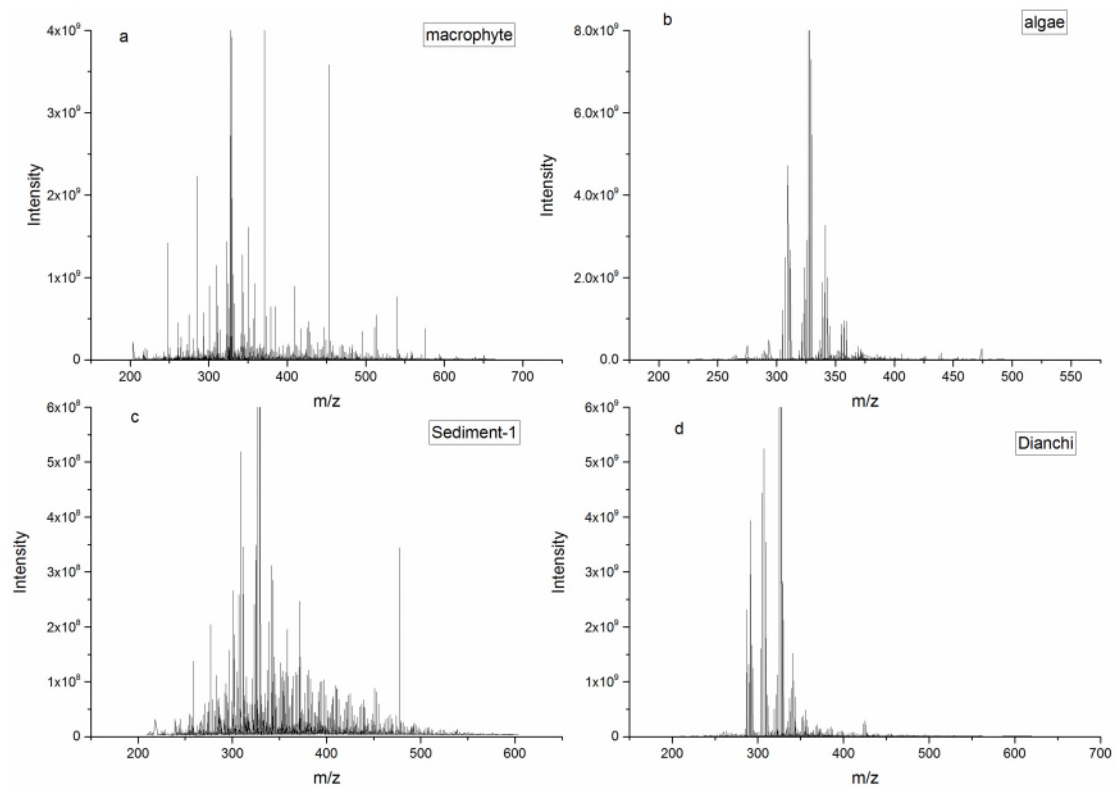 a
macrophyte
4x10⁹
3x10⁹
2x10⁹
1x10⁹
0
Intensity
200 300 400 500 600 700
m/z
b
algae
8.0x10⁹
6.0x10⁹
4.0x10⁹
2.0x10⁹
0.0
Intensity
200 250 300 350 400 450 500 550
m/z
c
Sediment-1
6x10⁸
5x10⁸
4x10⁸
3x10⁸
2x10⁸
1x10⁸
0
Intensity
200 300 400 500 600
m/z
d
Dianchi
6x10⁹
5x10⁹
4x10⁹
3x10⁹
2x10⁹
1x10⁹
0
Intensity
200 300 400 500 600 700
m/z